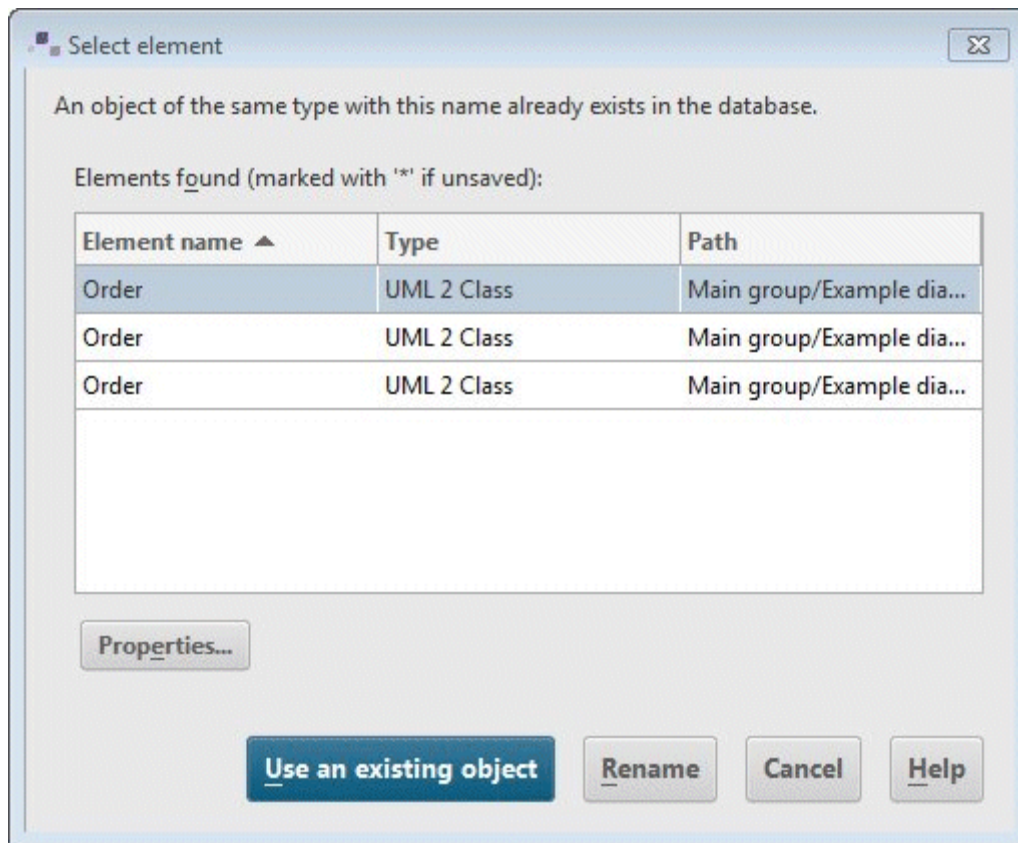 Select element
An object of the same type with this name already exists in the database.
Elements found (marked with '*' if unsaved):
Element name Type Path
Order UML 2 Class Main group/Example dia...
Order UML 2 Class Main group/Example dia...
Order UML 2 Class Main group/Example dia...
Properties...
Use an existing object Rename Cancel Help